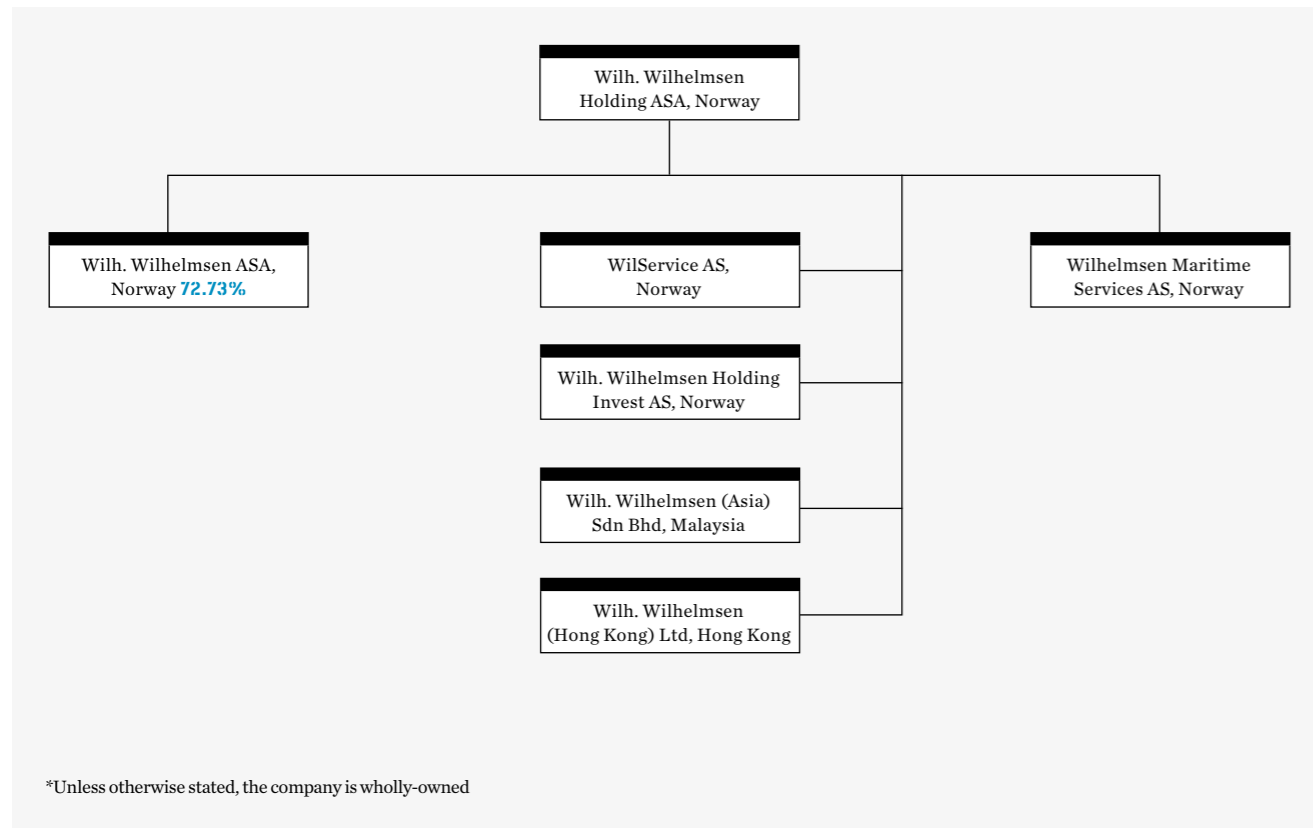 Wilh. Wilhelmsen
Holding ASA, Norway
Wilh. Wilhelmsen ASA,
Norway 72.73%
WilService AS,
Norway
Wilhelmsen Maritime
Services AS, Norway
Wilh. Wilhelmsen Holding
Invest AS, Norway
Wilh. Wilhelmsen (Asia)
Sdn Bhd, Malaysia
Wilh. Wilhelmsen
(Hong Kong) Ltd, Hong Kong
*Unless otherwise stated, the company is wholly-owned